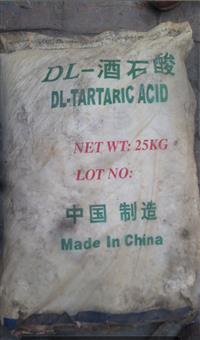 DL-酒石酸
DL-TARTARIC ACID
NET WT: 25KG
LOT NO:
中国 制造
Made In China